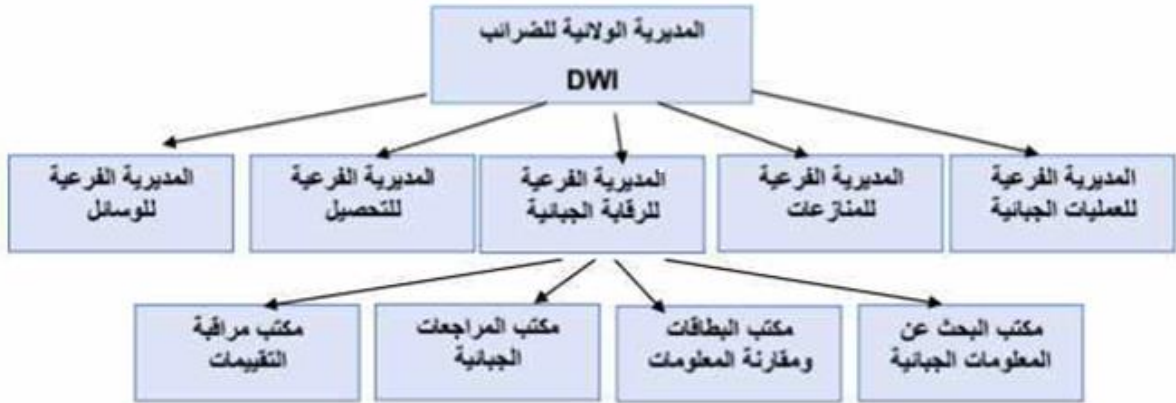 المديرية الولائية للضرائب
DWI
المديرية الفرعية
للعمليات الجبائية
المديرية الفرعية
للمنازعات
المديرية الفرعية
للرقابة الجبائية
المديرية الفرعية
للتحصيل
المديرية الفرعية
للوسائل
مكتب البحث عن
المعلومات الجبائية
مكتب البطاقات
ومقارنة المعلومات
مكتب المراجعات
الجبائية
مكتب مراقبة
التقييمات